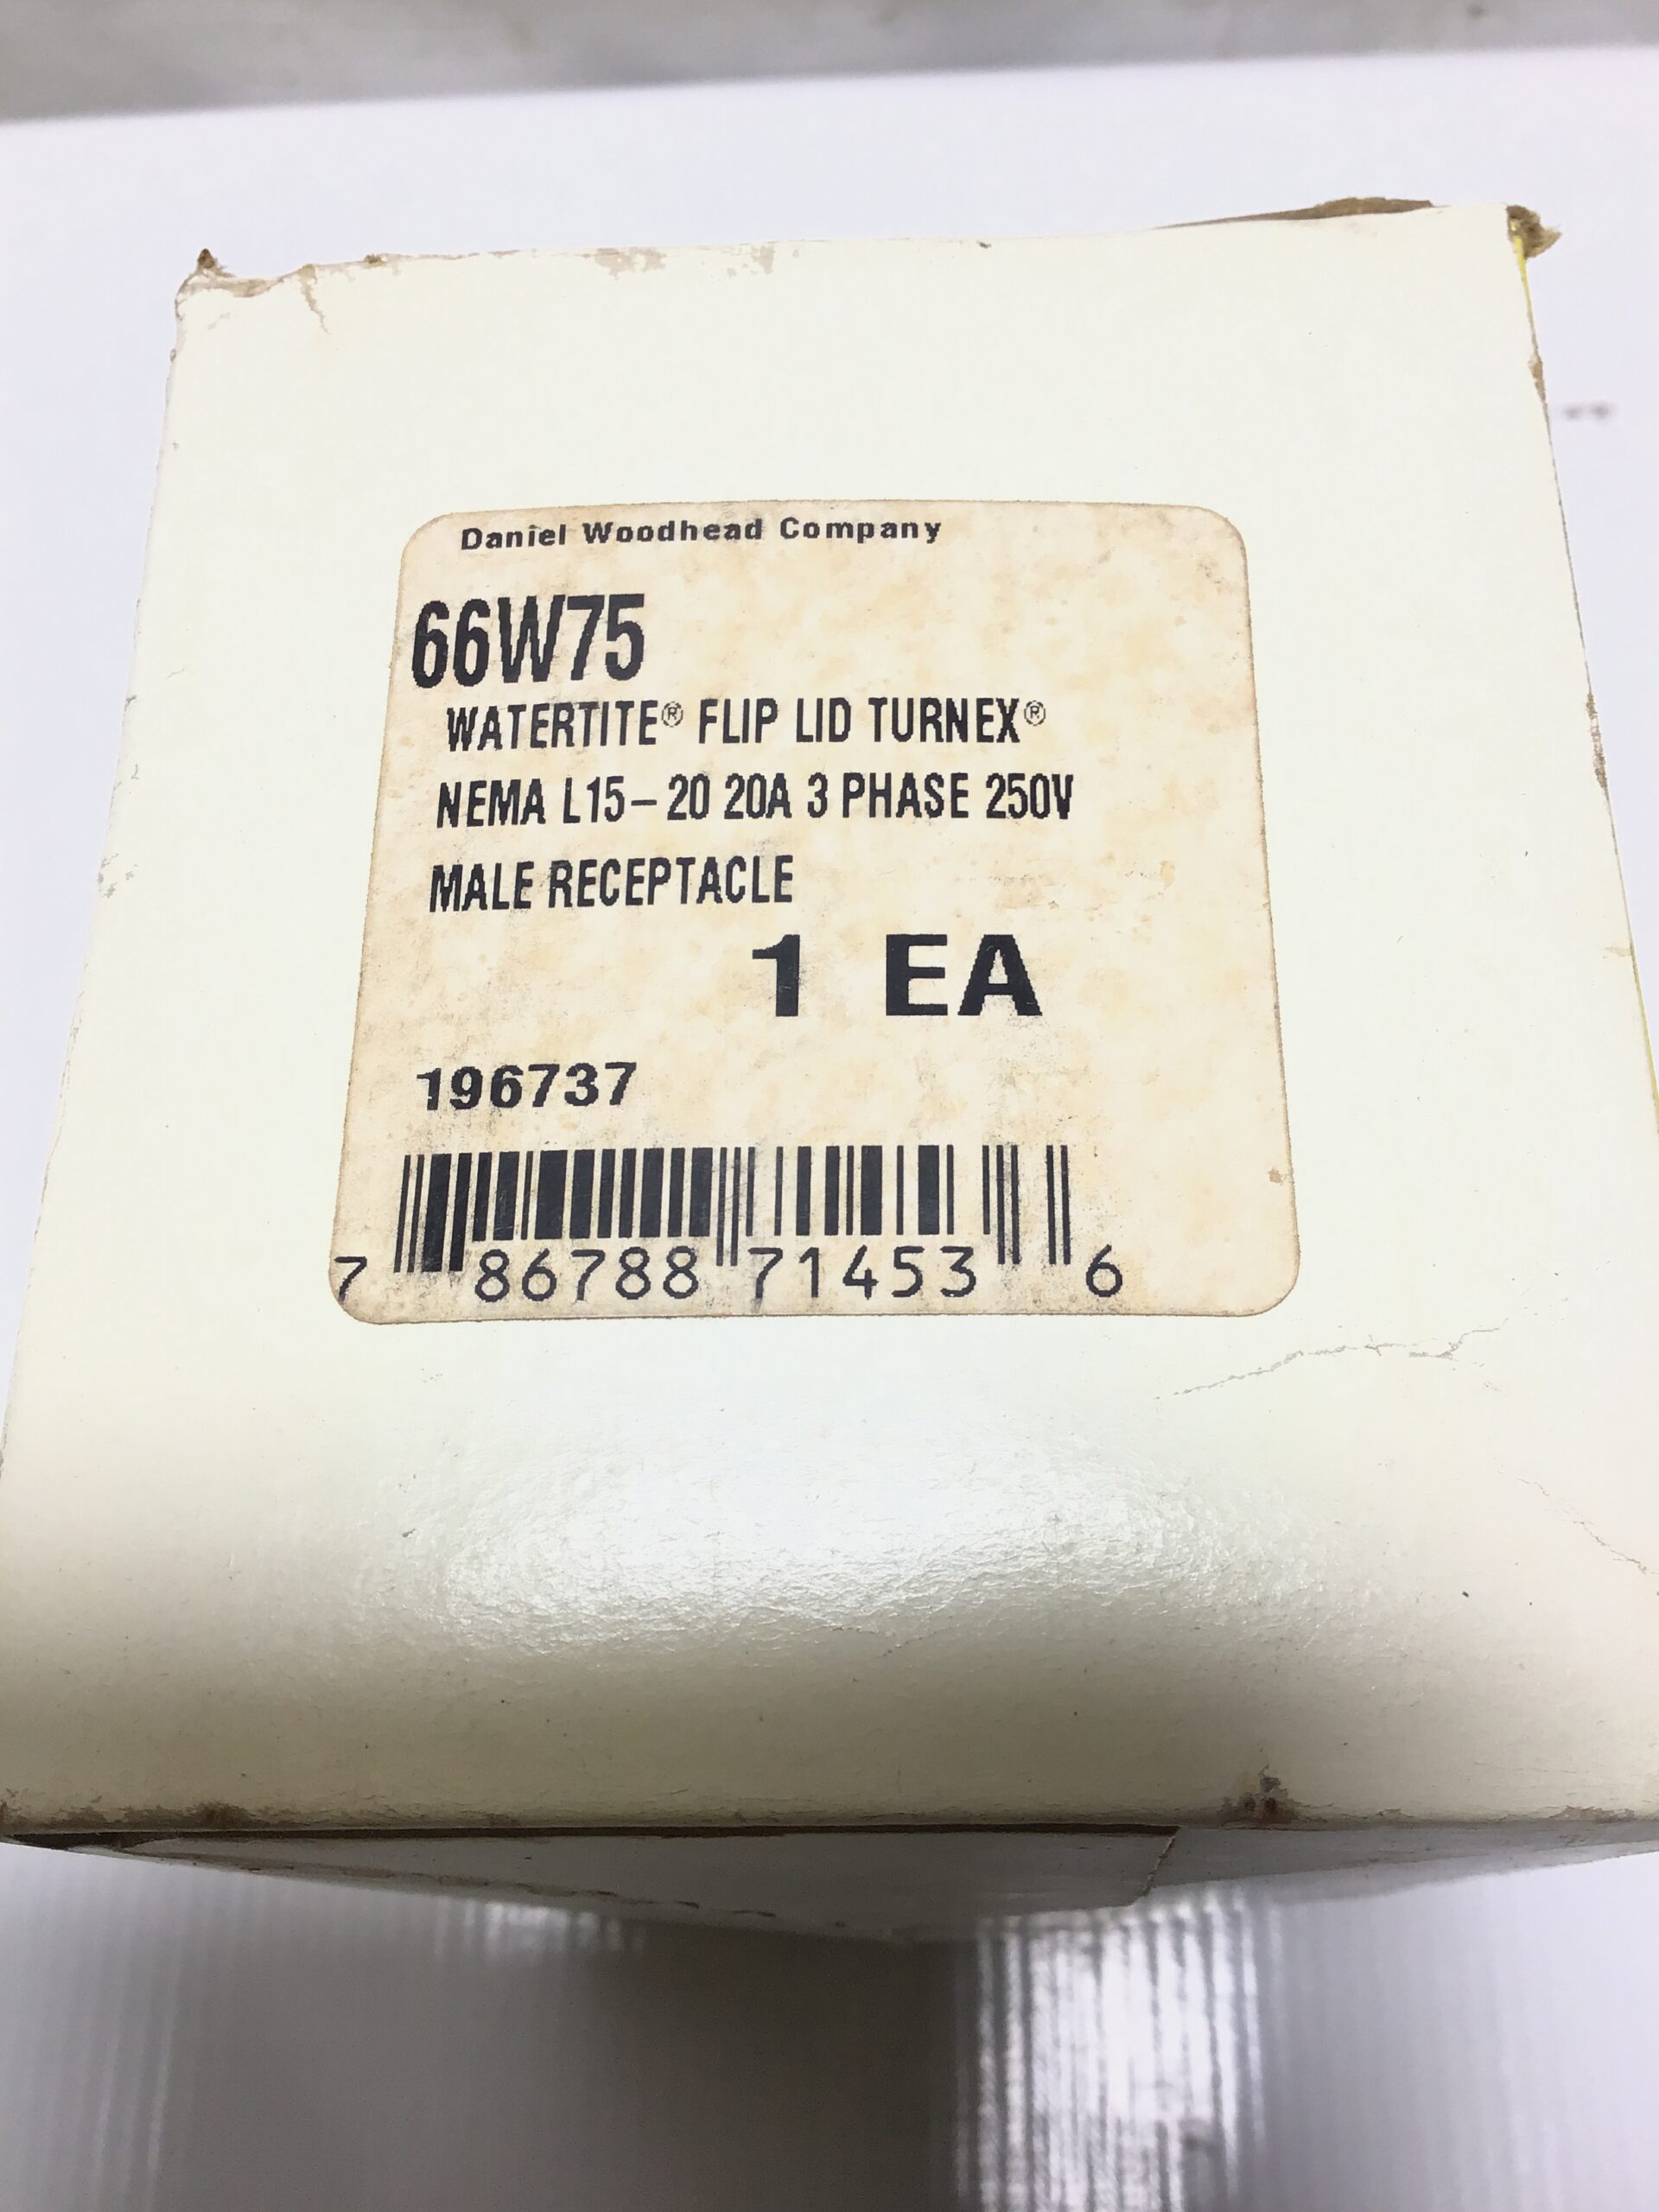 Daniel Woodhead Company
66W75
WATERTITE® FLIP LID TURNEX®
NEMA L15-20 20A 3 PHASE 250V
MALE RECEPTACLE
1 EA
196737
7 86788 71453 6